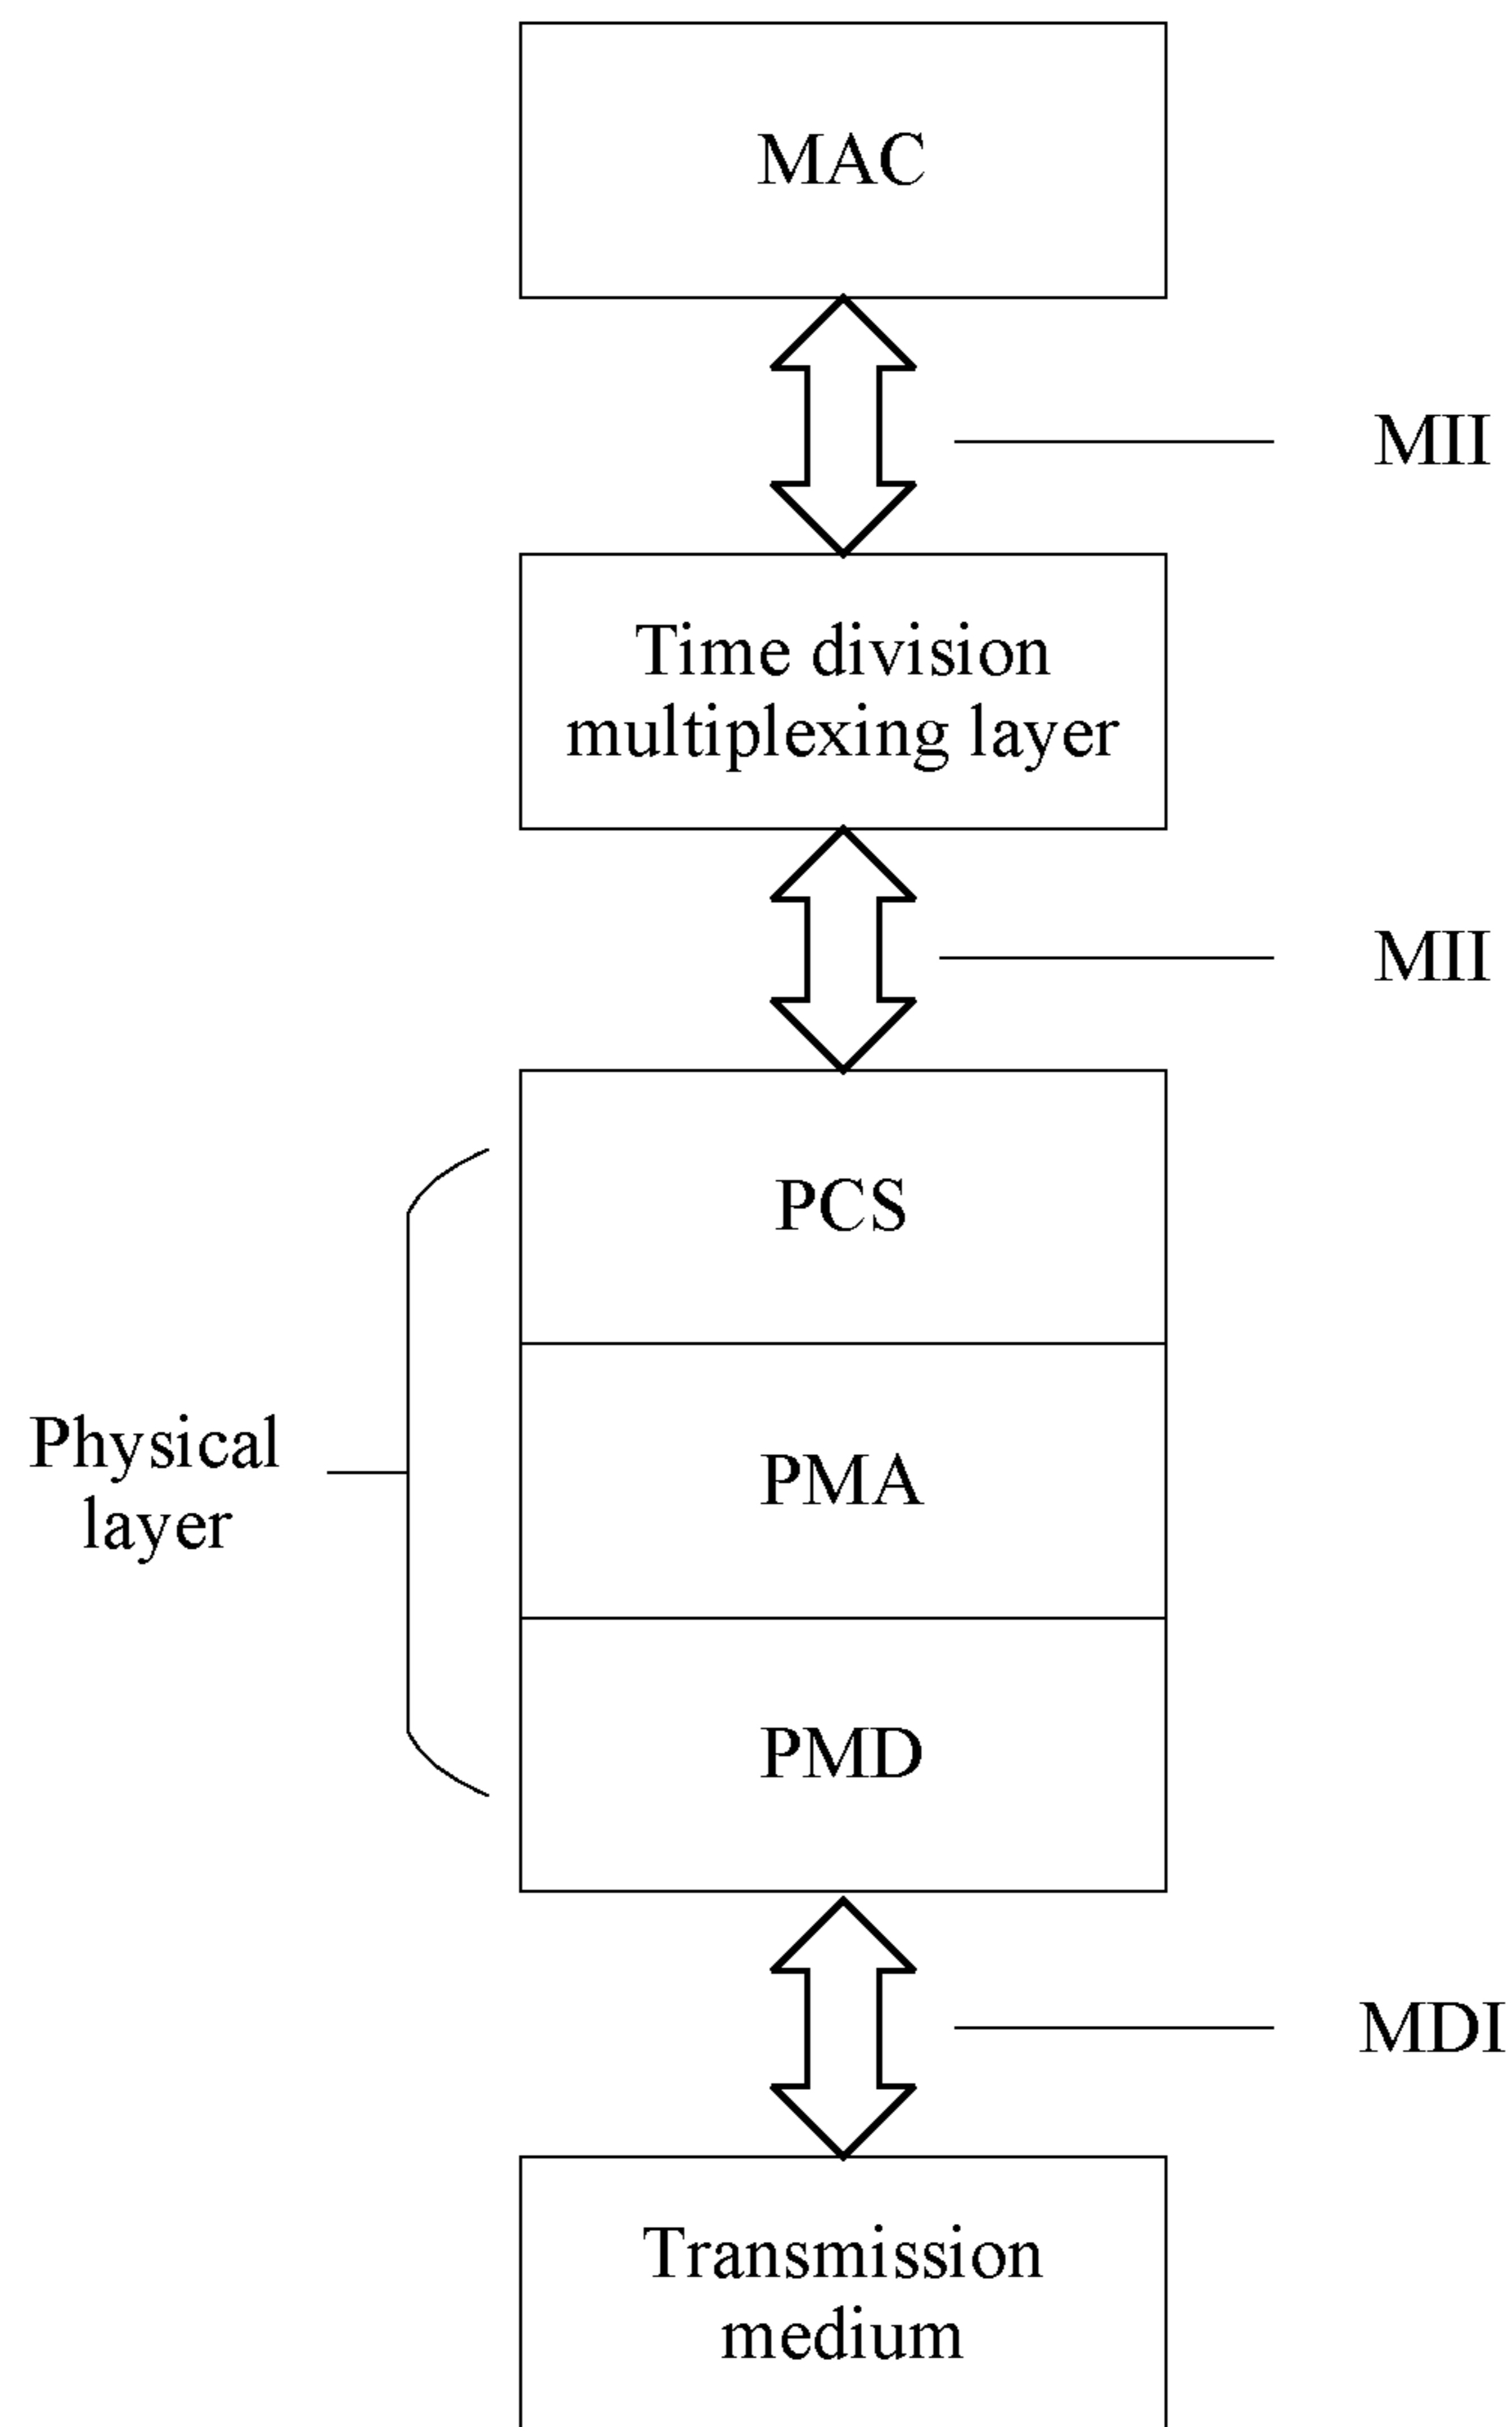 MAC
MII
Time division
multiplexing layer
MII
PCS
Physical
layer
PMA
PMD
MDI
Transmission
medium